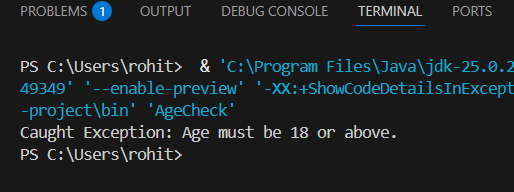 PROBLEMS 1 OUTPUT DEBUG CONSOLE TERMINAL PORTS
PS C:\Users\rohit>  & 'C:\Program Files\Java\jdk-25.0.2
49349' '--enable-preview' '-XX:+ShowCodeDetailsInExcept
-project\bin' 'AgeCheck'
Caught Exception: Age must be 18 or above.
PS C:\Users\rohit>